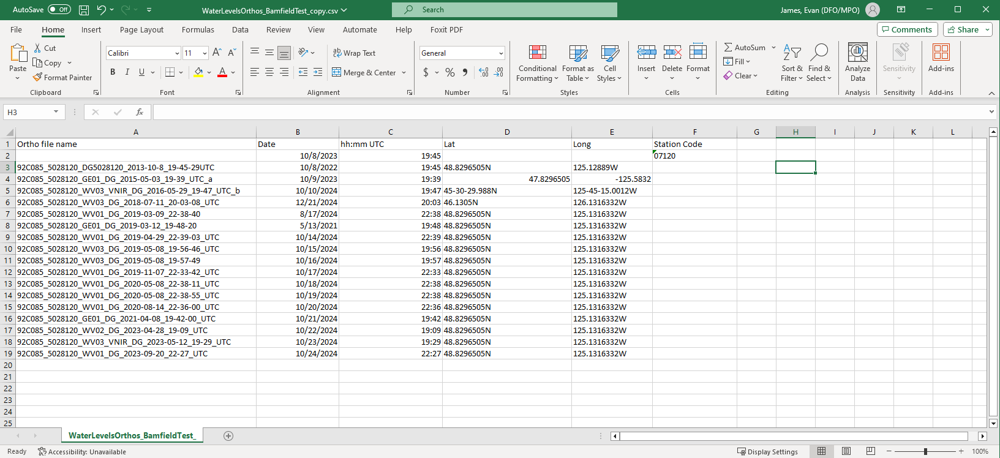 AutoSave Off WaterLevelsOrthos_BamfieldTest_copy.csv Search James, Evan (DFO/MPO)
File Home Insert Page Layout Formulas Data Review View Automate Help Foxit PDF Comments Share
Paste Cut Copy Format Painter Clipboard
Calibri 11 A A B I U A Font
ab Wrap Text Merge & Center Alignment
General $ % 9 .00 .00 Number
Conditional Formatting Format as Table Cell Styles Styles
Insert Delete Format Cells
AutoSum Fill Clear Sort & Filter Find & Select Editing
Analyze Data Analysis
Sensitivity Sensitivity
Add-ins Add-ins
H3 fx
A B C D E F G H I J K L
1 Ortho file name Date hh:mm UTC Lat Long Station Code
2 10/8/2023 19:45 07120
3 92C085_5028120_DG5028120_2013-10-8_19-45-29UTC 10/8/2022 19:45 48.8296505N 125.12889W
4 92C085_5028120_GE01_DG_2015-05-03_19-39_UTC_a 10/9/2023 19:39 47.8296505 -125.5832
5 92C085_5028120_WV03_VNIR_DG_2016-05-29_19-47_UTC_b 10/10/2024 19:47 45-30-29.988N 125-45-15.0012W
6 92C085_5028120_WV03_DG_2018-07-11_20-03-08_UTC 12/21/2024 20:03 46.1305N 126.1316332W
7 92C085_5028120_WV01_DG_2019-03-09_22-38-40 8/17/2024 22:38 48.8296505N 125.1316332W
8 92C085_5028120_GE01_DG_2019-03-12_19-48-20 5/13/2021 19:48 48.8296505N 125.1316332W
9 92C085_5028120_WV01_DG_2019-04-29_22-39-03_UTC 10/14/2024 22:39 48.8296505N 125.1316332W
10 92C085_5028120_WV03_DG_2019-05-08_19-56-46_UTC 10/15/2024 19:56 48.8296505N 125.1316332W
11 92C085_5028120_WV03_DG_2019-05-08_19-57-49 10/16/2024 19:57 48.8296505N 125.1316332W
12 92C085_5028120_WV01_DG_2019-11-07_22-33-42_UTC 10/17/2024 22:33 48.8296505N 125.1316332W
13 92C085_5028120_WV01_DG_2020-05-08_22-38-11_UTC 10/18/2024 22:38 48.8296505N 125.1316332W
14 92C085_5028120_WV01_DG_2020-05-08_22-38-55_UTC 10/19/2024 22:38 48.8296505N 125.1316332W
15 92C085_5028120_WV01_DG_2020-08-14_22-36-00_UTC 10/20/2024 22:36 48.8296505N 125.1316332W
16 92C085_5028120_GE01_DG_2021-04-08_19-42-00_UTC 10/21/2024 19:42 48.8296505N 125.1316332W
17 92C085_5028120_WV02_DG_2023-04-28_19-09_UTC 10/22/2024 19:09 48.8296505N 125.1316332W
18 92C085_5028120_WV03_VNIR_DG_2023-05-12_19-29_UTC 10/23/2024 19:29 48.8296505N 125.1316332W
19 92C085_5028120_WV01_DG_2023-09-20_22-27_UTC 10/24/2024 22:27 48.8296505N 125.1316332W
20
21
22
23
24
25
WaterLevelsOrthos_BamfieldTest_
Ready Accessibility: Unavailable Display Settings 100%